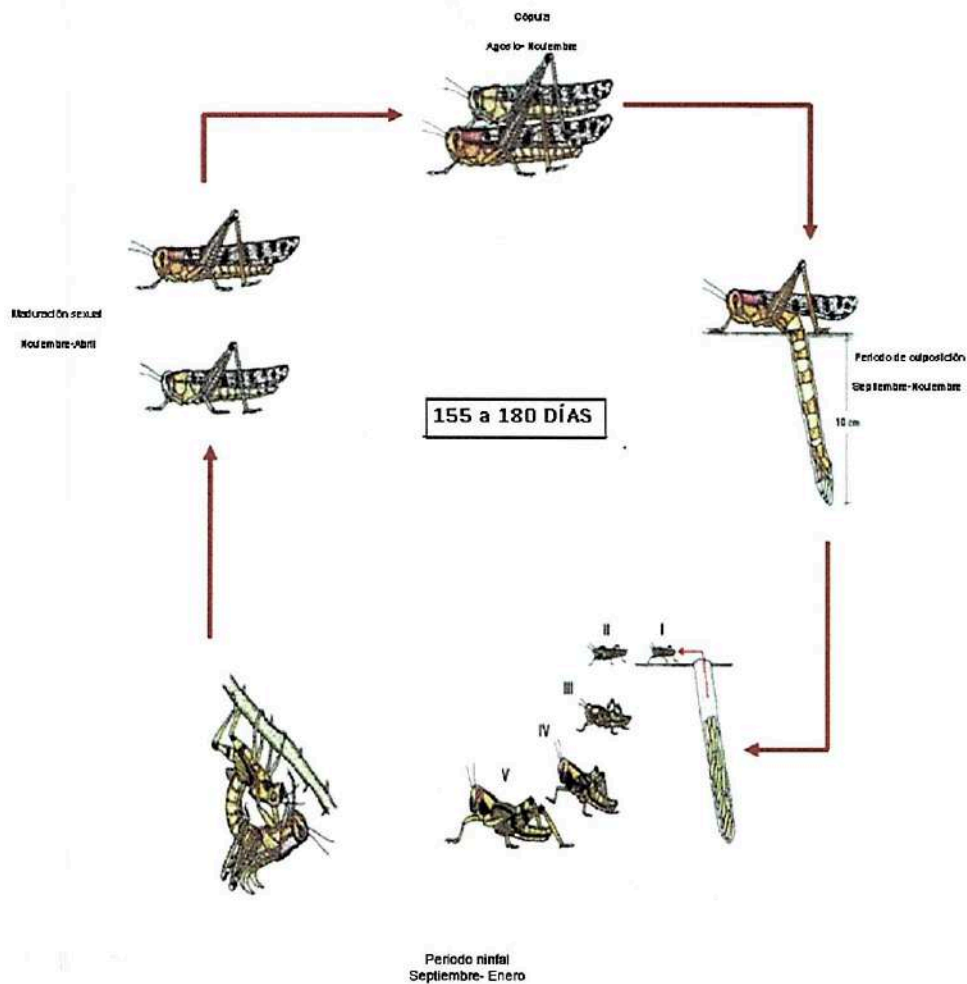 Cópula
Agosto- Noviembre
Maduración sexual
Noviembre-Abril
155 a 180 DÍAS
Periodo de oviposición
Septiembre-Noviembre
10 cm
II
I
III
IV
V
Periodo ninfal
Septiembre- Enero